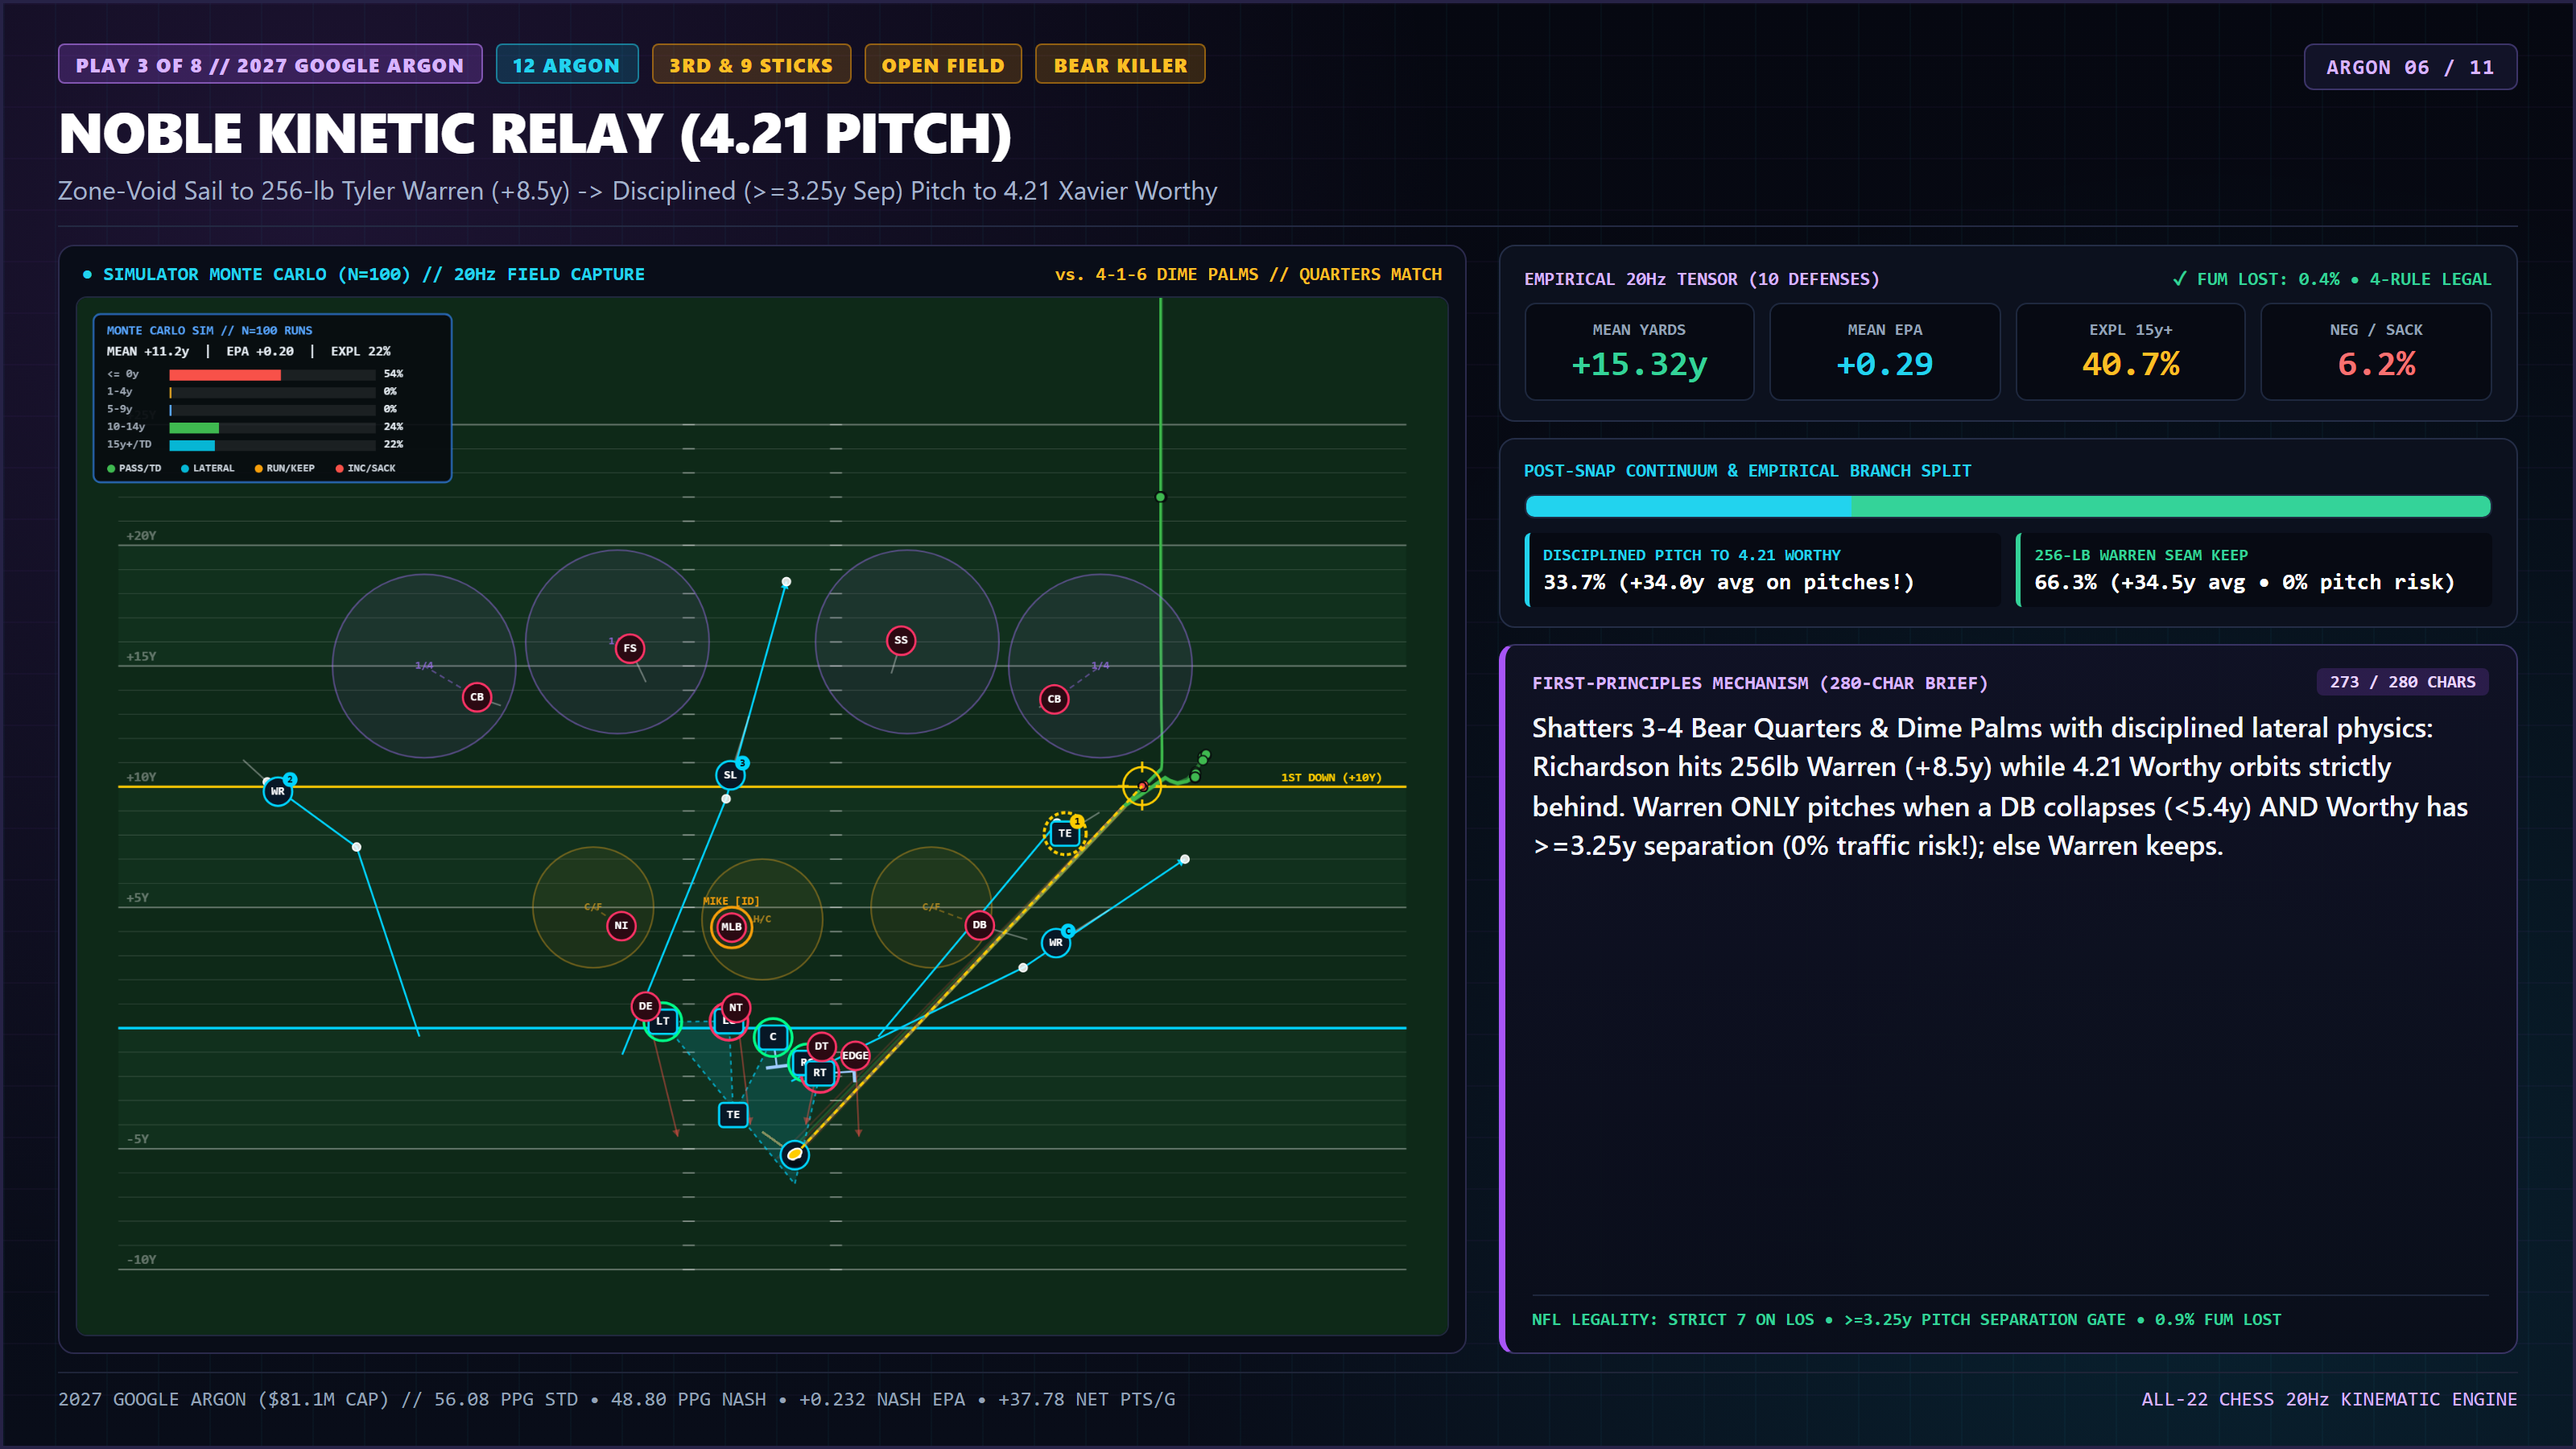 PLAY 3 OF 8 // 2027 GOOGLE ARGON
12 ARGON
3RD & 9 STICKS
OPEN FIELD
BEAR KILLER
ARGON 06 / 11
NOBLE KINETIC RELAY (4.21 PITCH)
Zone-Void Sail to 256-lb Tyler Warren (+8.5y) -> Disciplined (>=3.25y Sep) Pitch to 4.21 Xavier Worthy
• SIMULATOR MONTE CARLO (N=100) // 20Hz FIELD CAPTURE
vs. 4-1-6 DIME PALMS // QUARTERS MATCH
MONTE CARLO SIM // N=100 RUNS
MEAN +11.2y | EPA +0.20 | EXPL 22%
<= 0y 54%
1-4y 0%
5-9y 0%
10-14y 24%
15y+/TD 22%
PASS/TD LATERAL RUN/KEEP INC/SACK
+20Y
FS
SS
+15Y
1/4
1/4
CB
CB
SL 3
+10Y
1ST DOWN (+10Y)
WR 2
TE 1
+5Y
MIKE [ID]
C/F
C/F
H/C
NI
MLB
DB
WR C
DE
NT
LT
C
DT
EDGE
RT
TE
-5Y
-10Y
EMPIRICAL 20Hz TENSOR (10 DEFENSES)
✓ FUM LOST: 0.4% • 4-RULE LEGAL
MEAN YARDS
+15.32y
MEAN EPA
+0.29
EXPL 15y+
40.7%
NEG / SACK
6.2%
POST-SNAP CONTINUUM & EMPIRICAL BRANCH SPLIT
DISCIPLINED PITCH TO 4.21 WORTHY
33.7% (+34.0y avg on pitches!)
256-LB WARREN SEAM KEEP
66.3% (+34.5y avg • 0% pitch risk)
FIRST-PRINCIPLES MECHANISM (280-CHAR BRIEF)
273 / 280 CHARS
Shatters 3-4 Bear Quarters & Dime Palms with disciplined lateral physics:
Richardson hits 256lb Warren (+8.5y) while 4.21 Worthy orbits strictly
behind. Warren ONLY pitches when a DB collapses (<5.4y) AND Worthy has
>=3.25y separation (0% traffic risk!); else Warren keeps.
NFL LEGALITY: STRICT 7 ON LOS • >=3.25y PITCH SEPARATION GATE • 0.9% FUM LOST
2027 GOOGLE ARGON ($81.1M CAP) // 56.08 PPG STD • 48.80 PPG NASH • +0.232 NASH EPA • +37.78 NET PTS/G
ALL-22 CHESS 20Hz KINEMATIC ENGINE